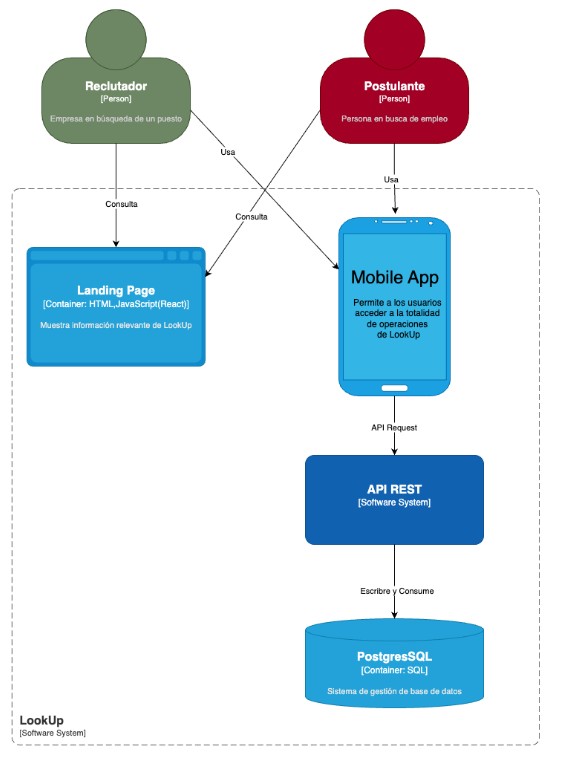 Reclutador
[Person]
Empresa en búsqueda de un puesto
Postulante
[Person]
Persona en busca de empleo
Usa
Usa
Consulta
Consulta
Landing Page
[Container: HTML,JavaScript(React)]
Muestra información relevante de LookUp
Mobile App
Permite a los usuarios
acceder a la totalidad
de operaciones
de LookUp
API Request
API REST
[Software System]
Escribre y Consume
PostgresSQL
[Container: SQL]
Sistema de gestión de base de datos
LookUp
[Software System]